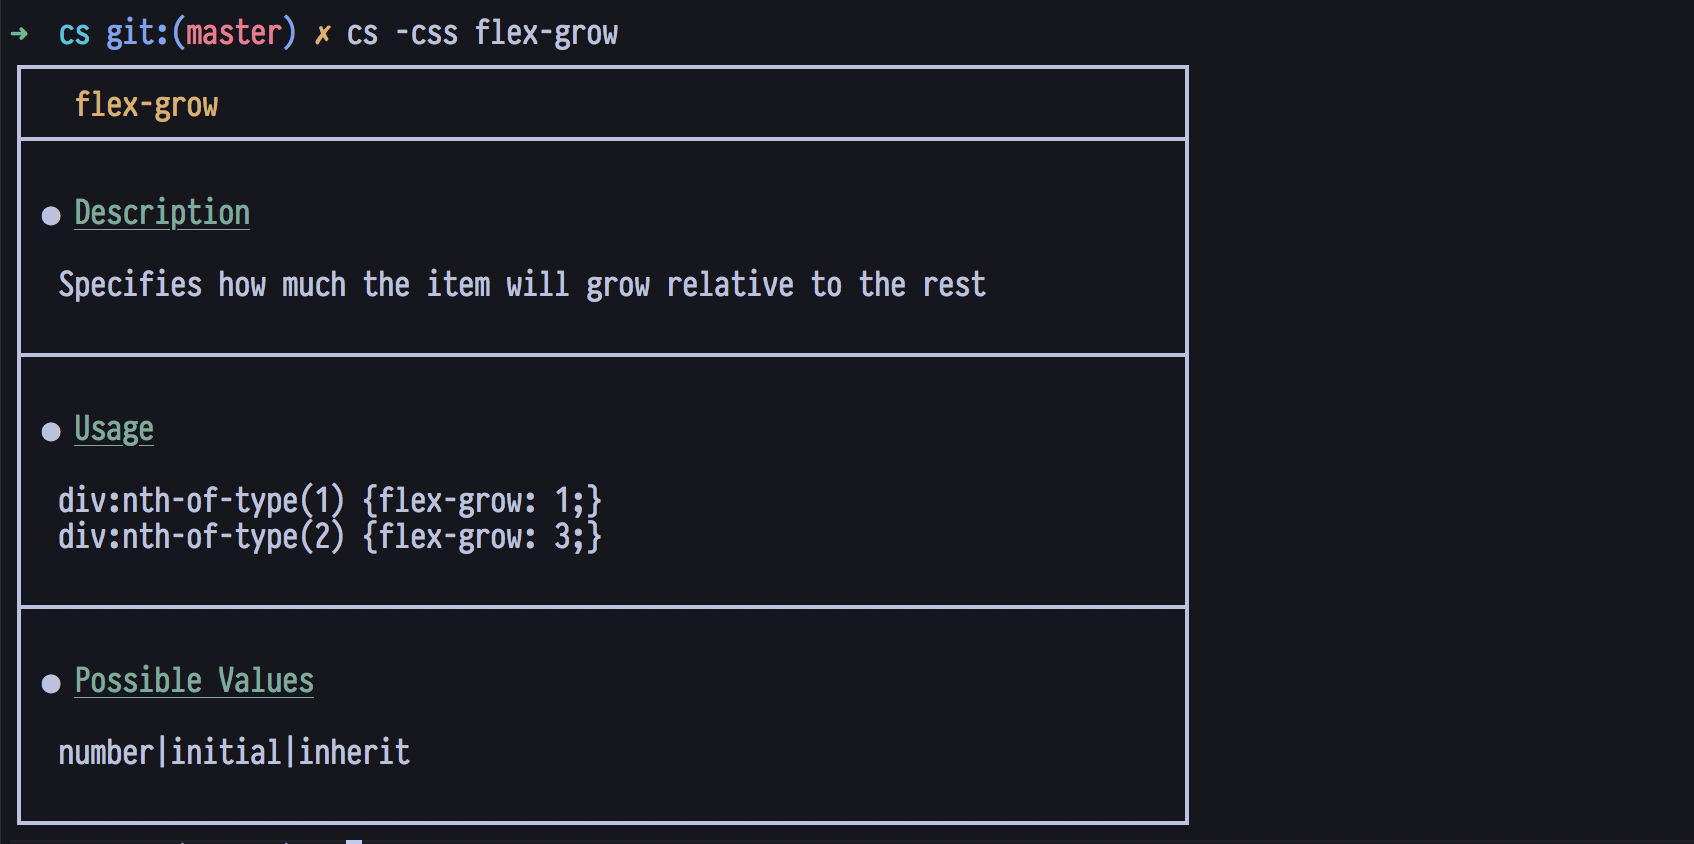 ➜ cs git:(master) ✗ cs -css flex-grow
flex-grow
● Description
Specifies how much the item will grow relative to the rest
● Usage
div:nth-of-type(1) {flex-grow: 1;}
div:nth-of-type(2) {flex-grow: 3;}
● Possible Values
number|initial|inherit